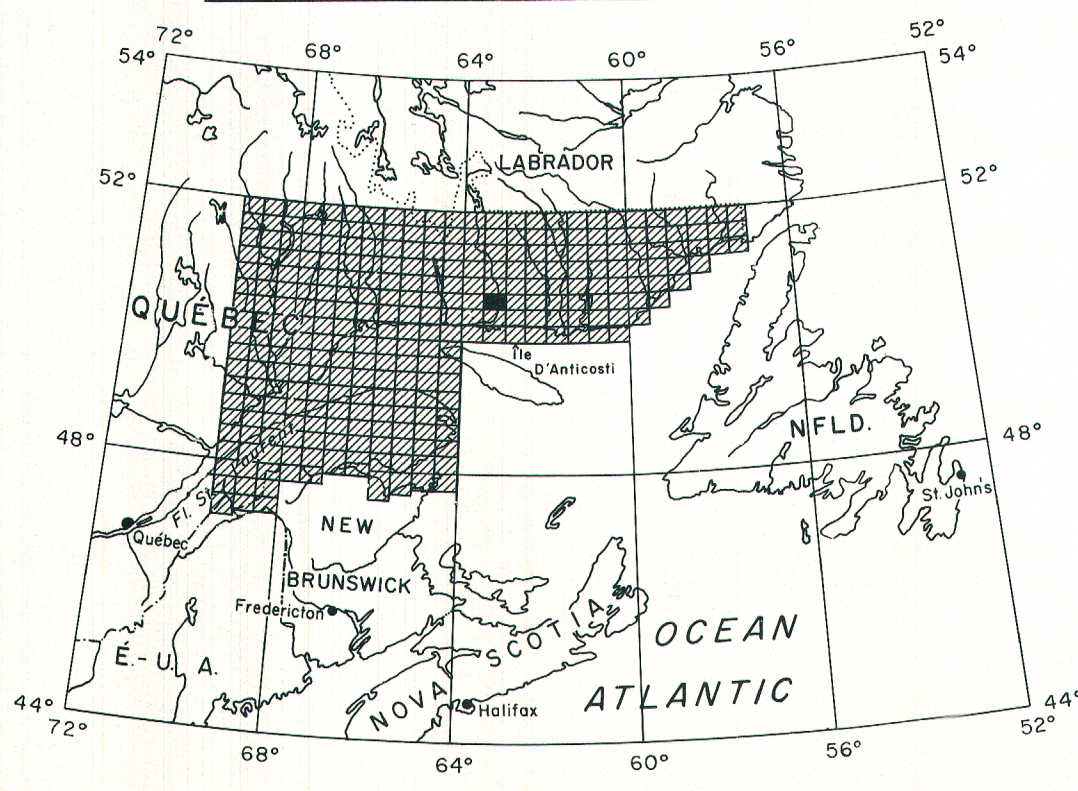 72° 68° 64° 60° 56° 52°
54° 54°
LABRADOR
52° 52°
QUÉBEC
Île
D'Anticosti
NFLD.
48° 48°
St. John's
Fl. St Laurent
Québec
NEW
BRUNSWICK
Fredericton
É.-U. A.
NOVA SCOTIA
Halifax
OCEAN
ATLANTIC
44° 44°
72° 68° 64° 60° 56° 52°